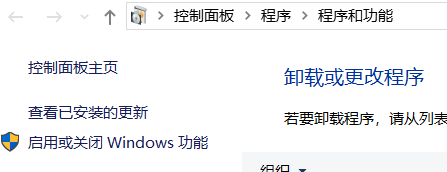 控制面板 > 程序 > 程序和功能
控制面板主页
卸载或更改程序
查看已安装的更新
若要卸载程序，请从列表
启用或关闭 Windows 功能
组织